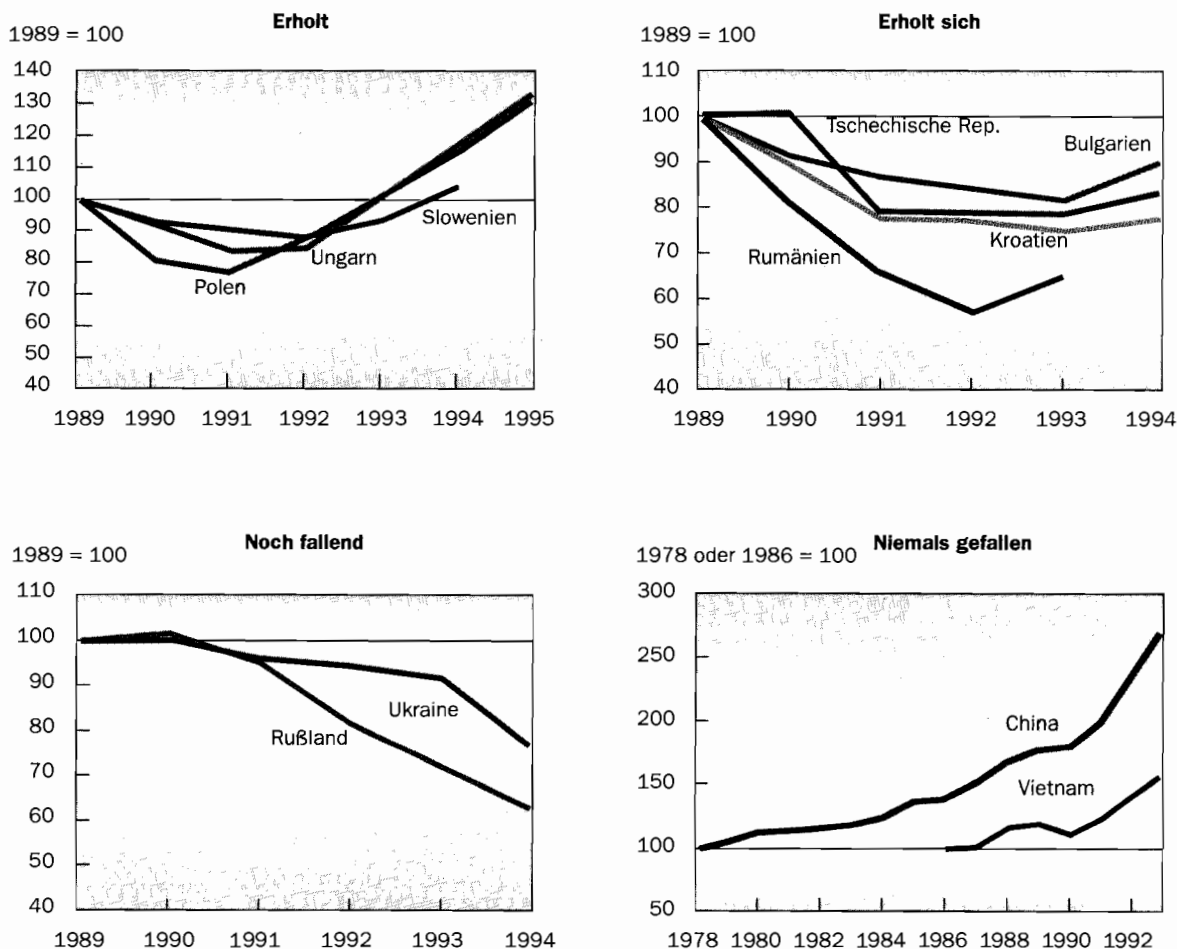 Erholt
1989 = 100
140
130
120
110
100
90
80
70
60
50
40
Slowenien
Ungarn
Polen
1989 1990 1991 1992 1993 1994 1995
Erholt sich
1989 = 100
110
100
90
80
70
60
50
40
Tschechische Rep.
Bulgarien
Kroatien
Rumänien
1989 1990 1991 1992 1993 1994
Noch fallend
1989 = 100
110
100
90
80
70
60
50
40
Ukraine
Rußland
1989 1990 1991 1992 1993 1994
Niemals gefallen
1978 oder 1986 = 100
300
250
200
150
100
50
China
Vietnam
1978 1980 1982 1984 1986 1988 1990 1992